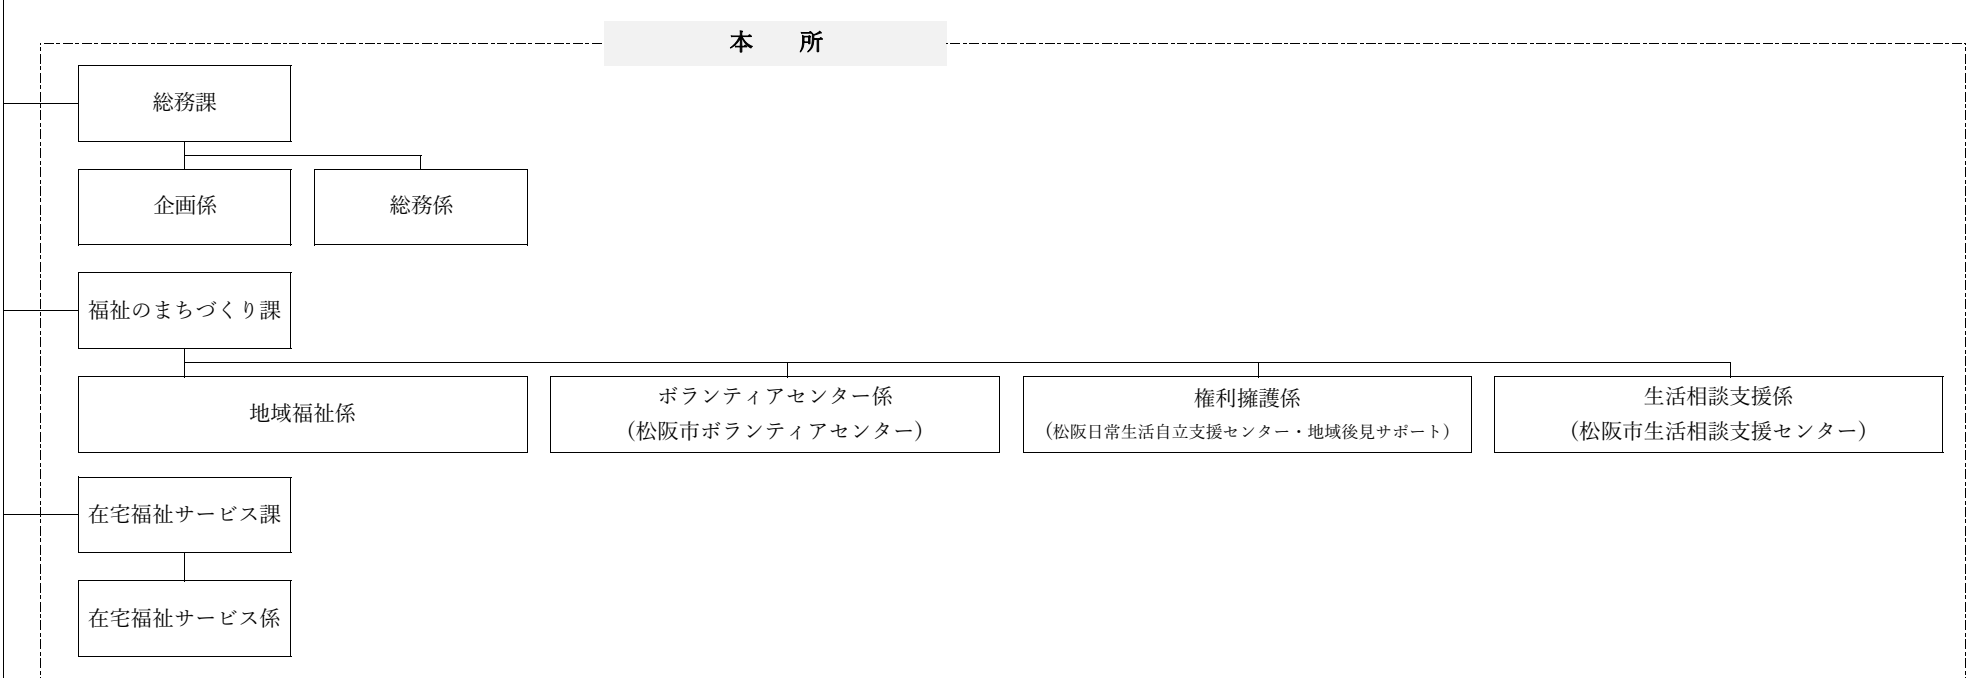 本　所
総務課
企画係
総務係
福祉のまちづくり課
地域福祉係
ボランティアセンター係
（松阪市ボランティアセンター）
権利擁護係
（松阪日常生活自立支援センター・地域後見サポート）
生活相談支援係
（松阪市生活相談支援センター）
在宅福祉サービス課
在宅福祉サービス係